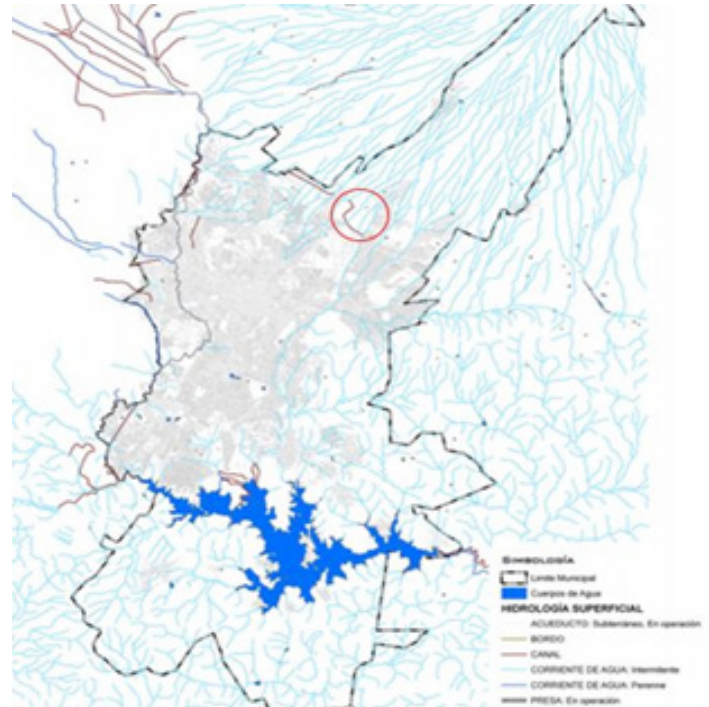 SIMBOLOGÍA
Limite Municipal
Cuerpos de Agua
HIDROLOGÍA SUPERFICIAL
ACUEDUCTO: Subterráneo, En operación
BORDO
CANAL
CORRIENTE DE AGUA: Intermitente
CORRIENTE DE AGUA: Perenne
PRESA: En operación